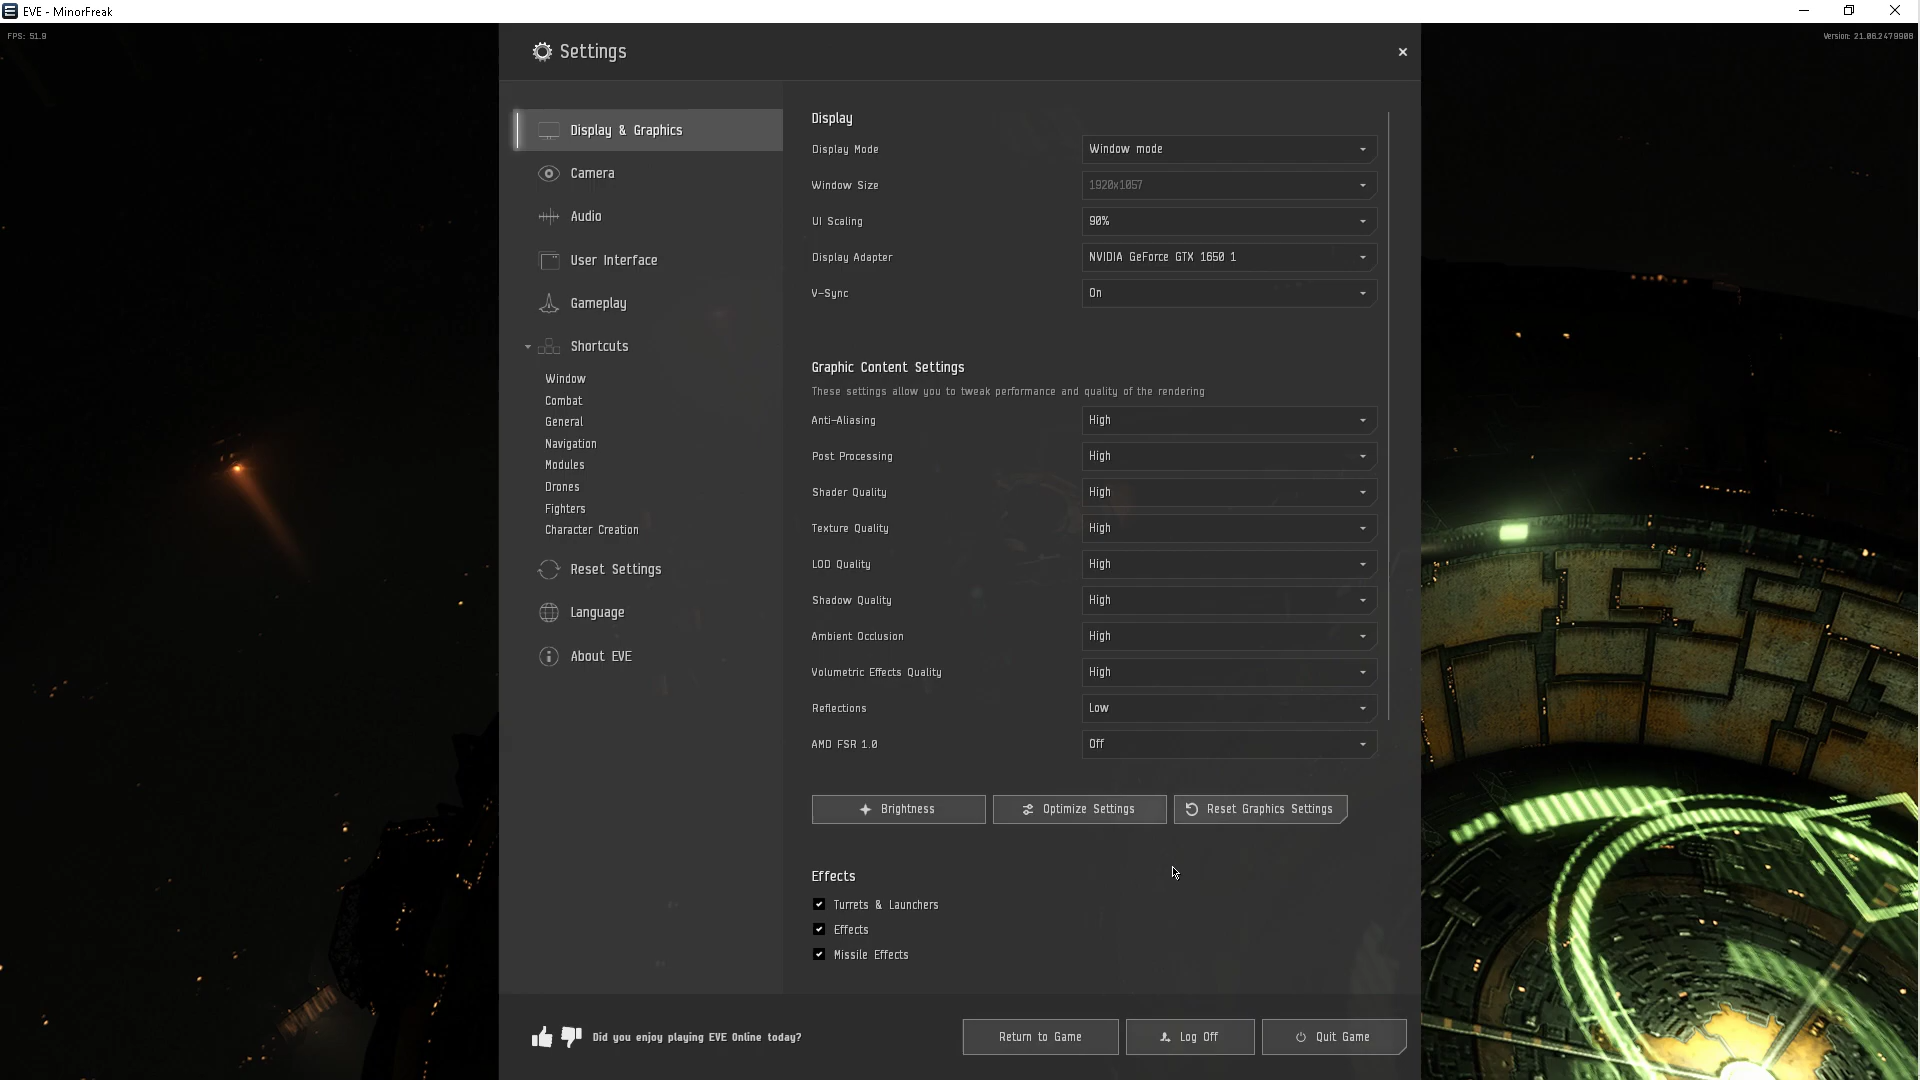 EVE - MinorFreak
FPS: 51.9
Version: 21.06.2479908
Settings
Display & Graphics
Camera
Audio
User Interface
Gameplay
Shortcuts
Window
Combat
General
Navigation
Modules
Drones
Fighters
Character Creation
Reset Settings
Language
About EVE
Display
Display Mode Window mode
Window Size 1920x1057
UI Scaling 90%
Display Adapter NVIDIA GeForce GTX 1650 1
V-Sync On
Graphic Content Settings
These settings allow you to tweak performance and quality of the rendering
Anti-Aliasing High
Post Processing High
Shader Quality High
Texture Quality High
LOD Quality High
Shadow Quality High
Ambient Occlusion High
Volumetric Effects Quality High
Reflections Low
AMD FSR 1.0 Off
Brightness Optimize Settings Reset Graphics Settings
Effects
Turrets & Launchers
Effects
Missile Effects
Did you enjoy playing EVE Online today? Return to Game Log Off Quit Game